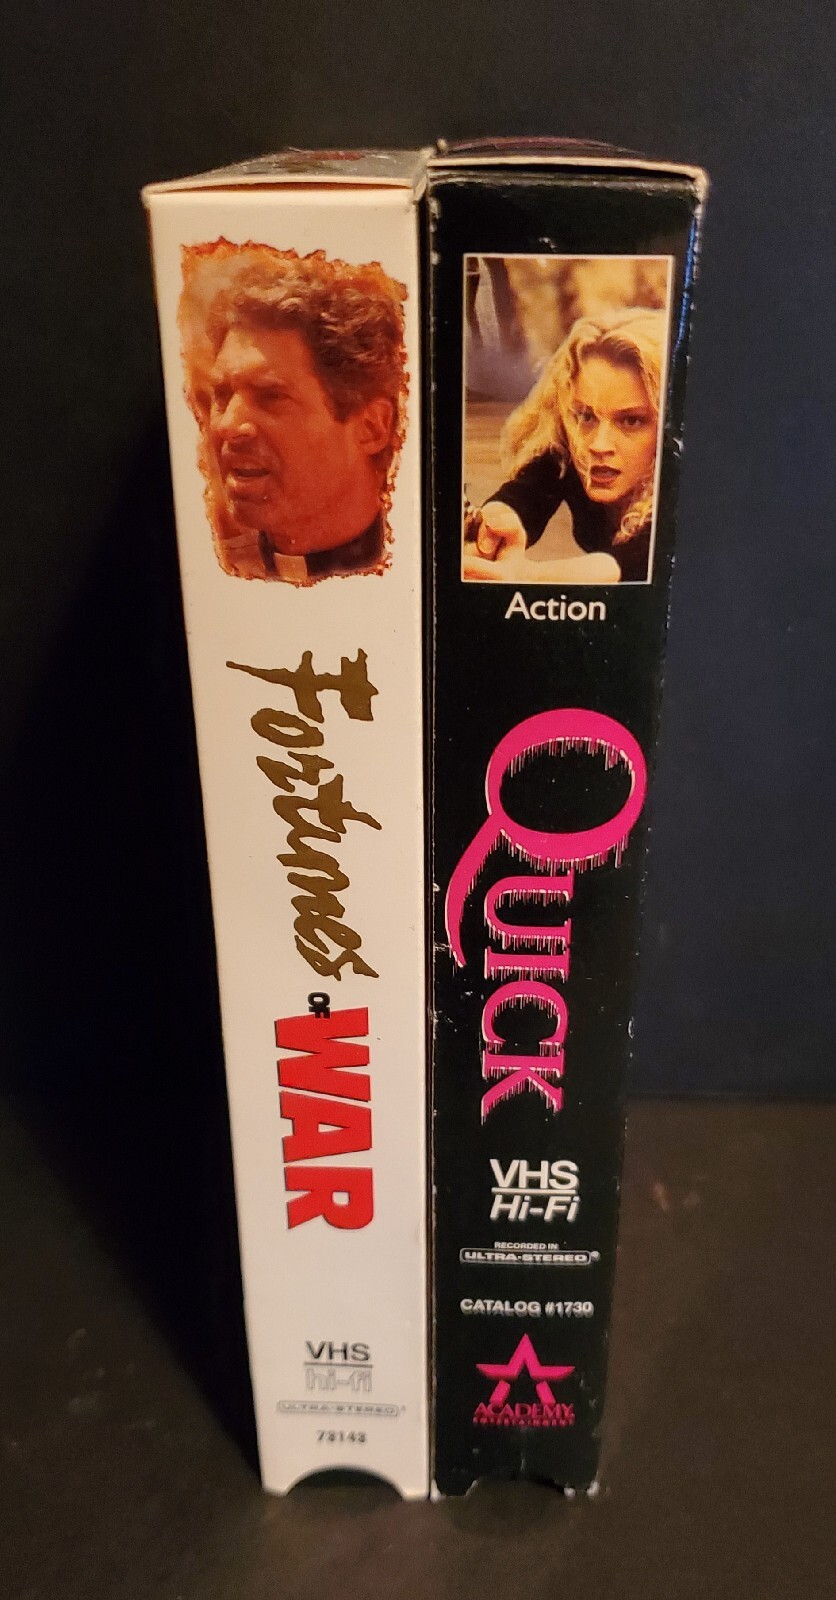 Fortunes
OF
WAR
VHS
hi-fi
ULTRA-STEREO
73143
Action
QUICK
VHS
Hi-Fi
RECORDED IN
ULTRA-STEREO®
CATALOG #1730
ACADEMY
ENTERTAINMENT